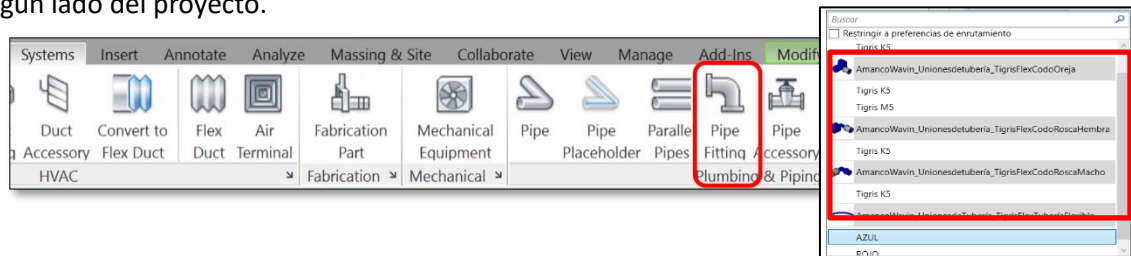 gún lado del proyecto.
Systems Insert Annotate Analyze Massing & Site Collaborate View Manage Add-Ins Modify
Duct Convert to Flex Air Fabrication Mechanical Pipe Pipe Paralle Pipe Pipe
Accessory Flex Duct Duct Terminal Part Equipment Placeholder Pipes Fitting Accessory
HVAC Fabrication Mechanical Plumbing & Piping
Buscar
Restringir a preferencias de enrutamiento
Tigris K5
AmancoWavin_Unionesdetubería_TigrisFlexCodoOreja
Tigris K5
Tigris M5
AmancoWavin_Unionesdetubería_TigrisFlexCodoRoscaHembra
Tigris K5
AmancoWavin_Unionesdetubería_TigrisFlexCodoRoscaMacho
Tigris K5
AmancoWavin_UnionesdeTubería_TigrisFlexTuberíaFlexible
AZUL
ROJO